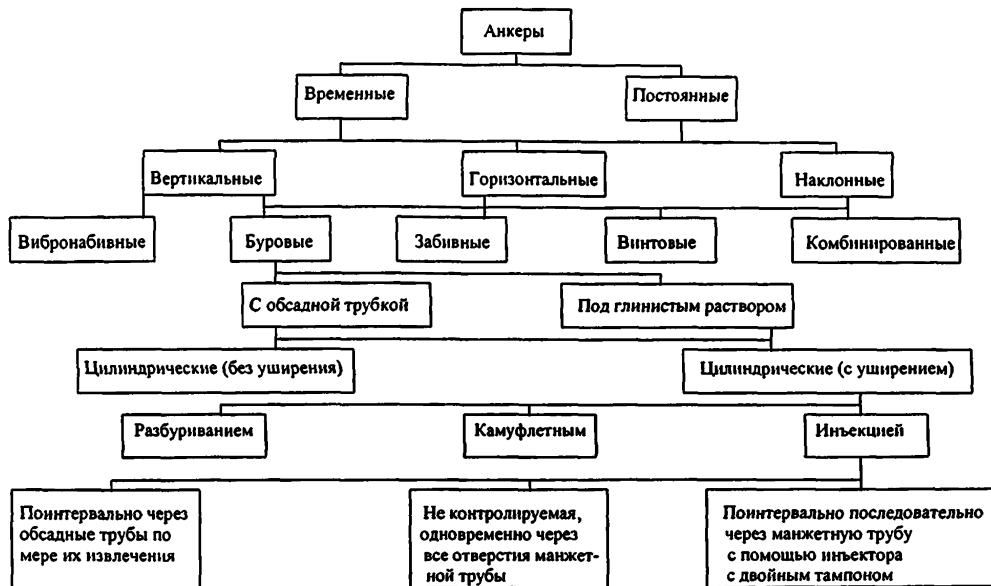 Анкеры
Временные
Постоянные
Вертикальные
Горизонтальные
Наклонные
Вибронабивные
Буровые
Забивные
Винтовые
Комбинированные
С обсадной трубкой
Под глинистым раствором
Цилиндрические (без уширения)
Цилиндрические (с уширением)
Разбуриванием
Камуфлетным
Инъекцией
Поинтервально через
обсадные трубы по
мере их извлечения
Не контролируемая,
одновременно через
все отверстия манжет-
ной трубы
Поинтервально последовательно
через манжетную трубу
с помощью инъектора
с двойным тампоном